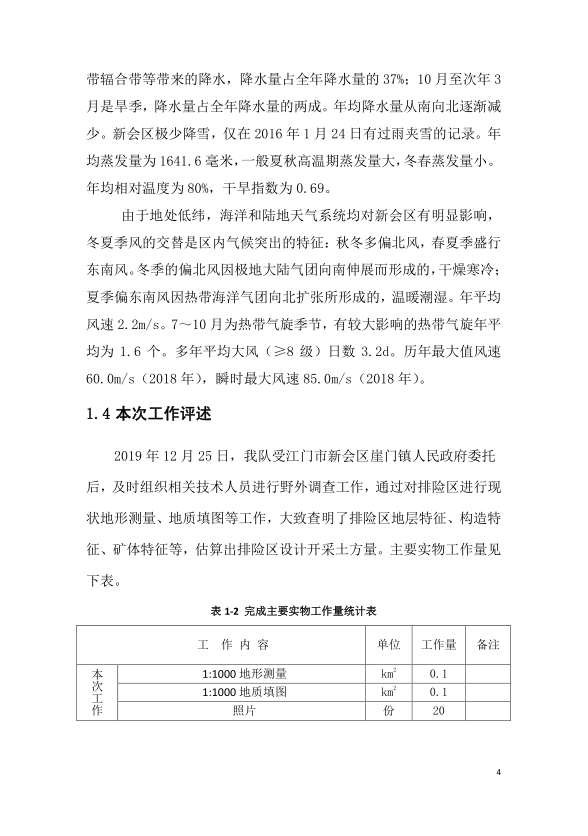 带辐合带等带来的降水，降水量占全年降水量的 37%；10 月至次年 3
月是旱季，降水量占全年降水量的两成。年均降水量从南向北逐渐减
少。新会区极少降雪，仅在 2016 年 1 月 24 日有过雨夹雪的记录。年
均蒸发量为 1641.6 毫米，一般夏秋高温期蒸发量大，冬春蒸发量小。
年均相对温度为 80%，干旱指数为 0.69。
由于地处低纬，海洋和陆地天气系统均对新会区有明显影响，
冬夏季风的交替是区内气候突出的特征：秋冬多偏北风，春夏季盛行
东南风。冬季的偏北风因极地大陆气团向南伸展而形成的，干燥寒冷；
夏季偏东南风因热带海洋气团向北扩张所形成的，温暖潮湿。年平均
风速 2.2m/s。7～10 月为热带气旋季节，有较大影响的热带气旋年平
均为 1.6 个。多年平均大风（≥8 级）日数 3.2d。历年最大值风速
60.0m/s（2018 年），瞬时最大风速 85.0m/s（2018 年）。
1.4 本次工作评述
2019 年 12 月 25 日，我队受江门市新会区崖门镇人民政府委托
后，及时组织相关技术人员进行野外调查工作，通过对排险区进行现
状地形测量、地质填图等工作，大致查明了排险区地层特征、构造特
征、矿体特征等，估算出排险区设计开采土方量。主要实物工作量见
下表。
表 1-2 完成主要实物工作量统计表
工 作 内 容 单位 工作量 备注
本次工作
1:1000 地形测量 km² 0.1
1:1000 地质填图 km² 0.1
照片 份 20
4